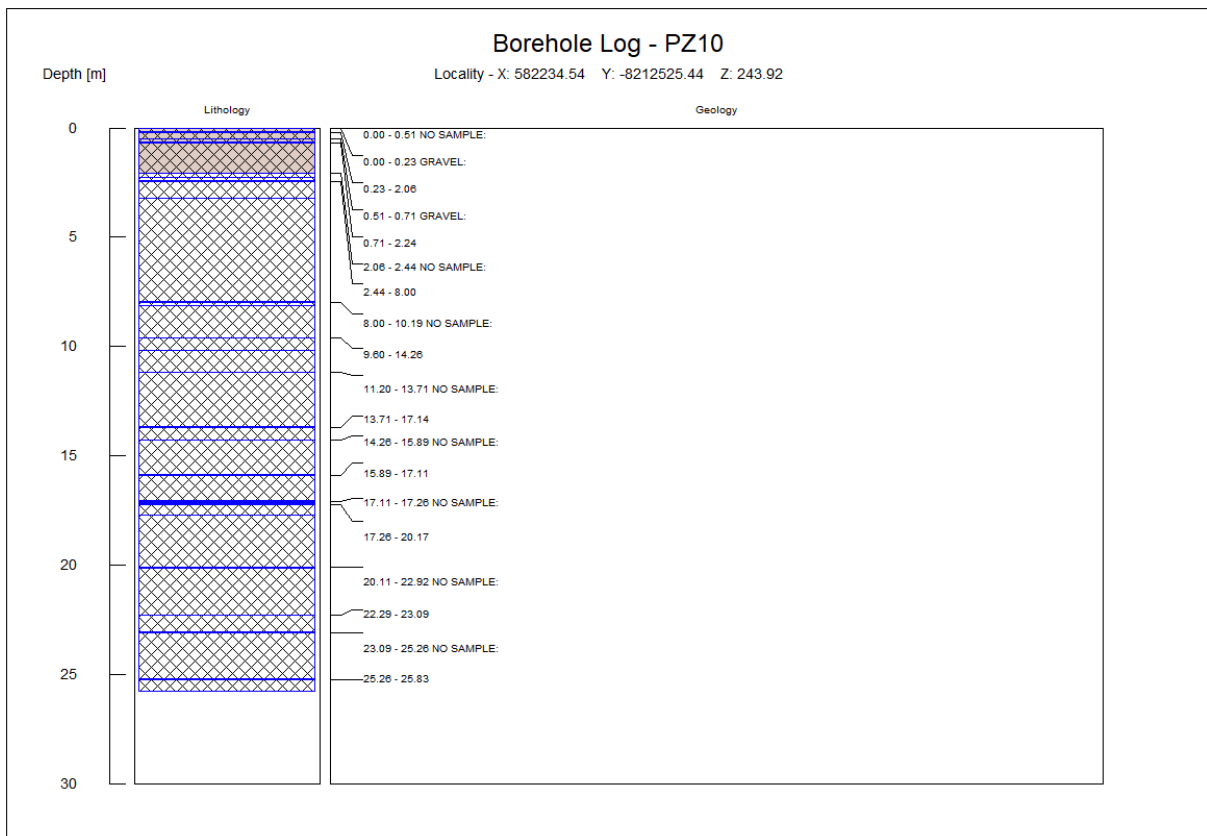 Borehole Log - PZ10
Depth [m]
Locality - X: 582234.54 Y: -8212525.44 Z: 243.92
Lithology
Geology
0
0.00 - 0.51 NO SAMPLE:
0.00 - 0.23 GRAVEL:
0.23 - 2.06
0.51 - 0.71 GRAVEL:
5
0.71 - 2.24
2.06 - 2.44 NO SAMPLE:
2.44 - 8.00
8.00 - 10.19 NO SAMPLE:
10
9.60 - 14.26
11.20 - 13.71 NO SAMPLE:
13.71 - 17.14
14.26 - 15.89 NO SAMPLE:
15
15.89 - 17.11
17.11 - 17.26 NO SAMPLE:
17.26 - 20.17
20
20.11 - 22.92 NO SAMPLE:
22.29 - 23.09
23.09 - 25.26 NO SAMPLE:
25
25.26 - 25.83
30